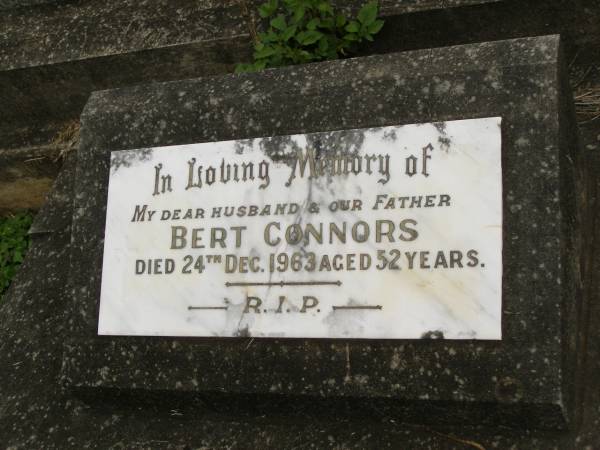 In Loving Memory of
MY DEAR HUSBAND & OUR FATHER
BERT CONNORS
DIED 24TH DEC. 1963 AGED 52 YEARS.
R.I.P.